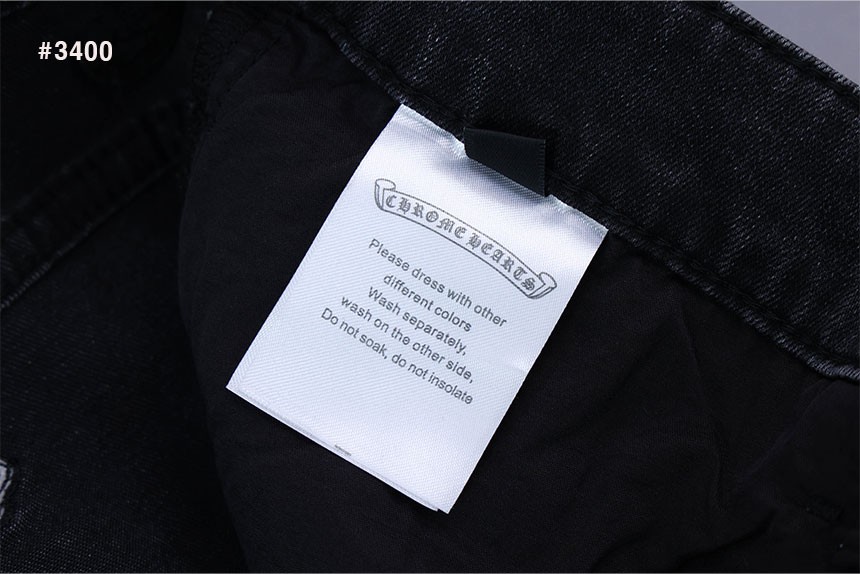 #3400
CHROME HEARTS
Please dress with other
different colors
Wash separately,
wash on the other side,
Do not soak, do not insolate